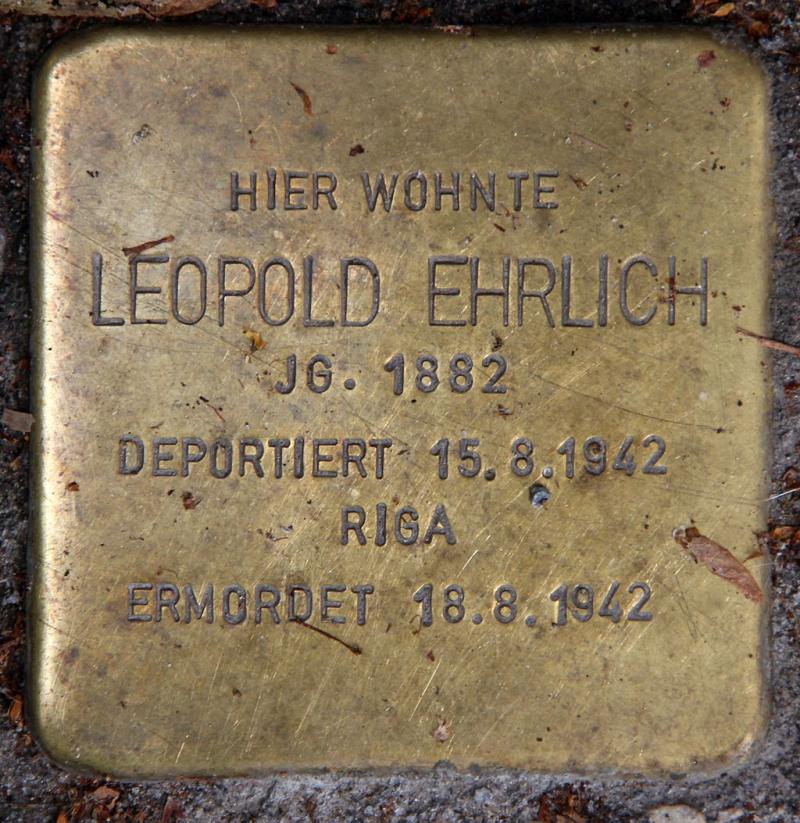 HIER WOHNTE
LEOPOLD EHRLICH
JG. 1882
DEPORTIERT 15.8.1942
RIGA
ERMORDET 18.8.1942